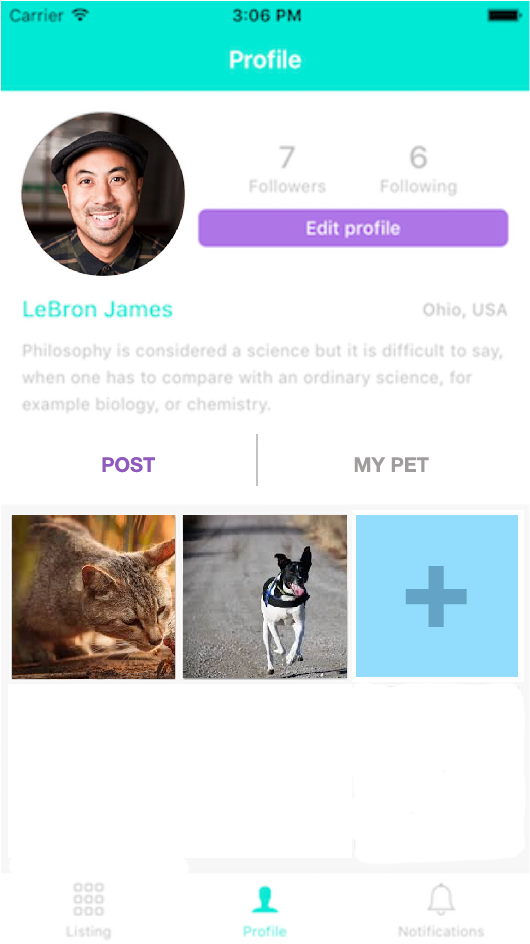 Carrier 3:06 PM
Profile
7 6
Followers Following
Edit profile
LeBron James Ohio, USA
Philosophy is considered a science but it is difficult to say,
when one has to compare with an ordinary science, for
example biology, or chemistry.
POST MY PET
Listing Profile Notifications